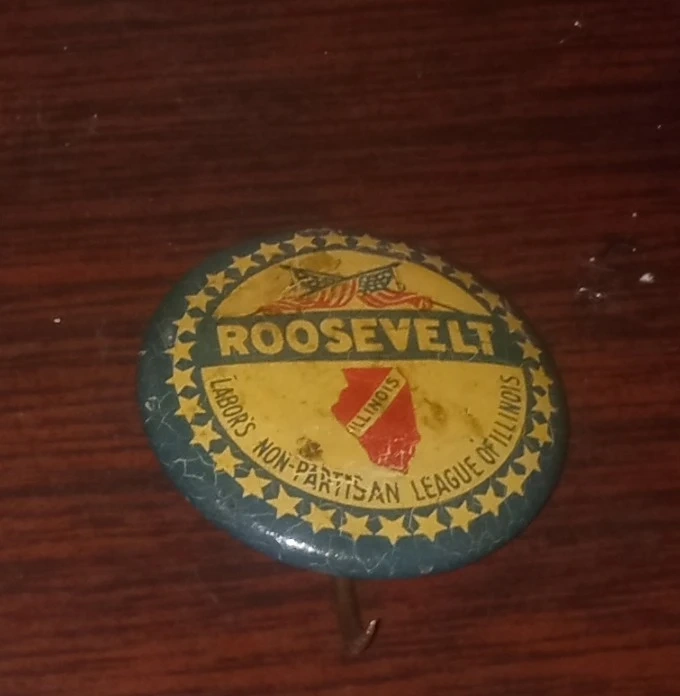 ROOSEVELT
ILLINOIS
LABOR'S NON-PARTISAN LEAGUE OF ILLINOIS